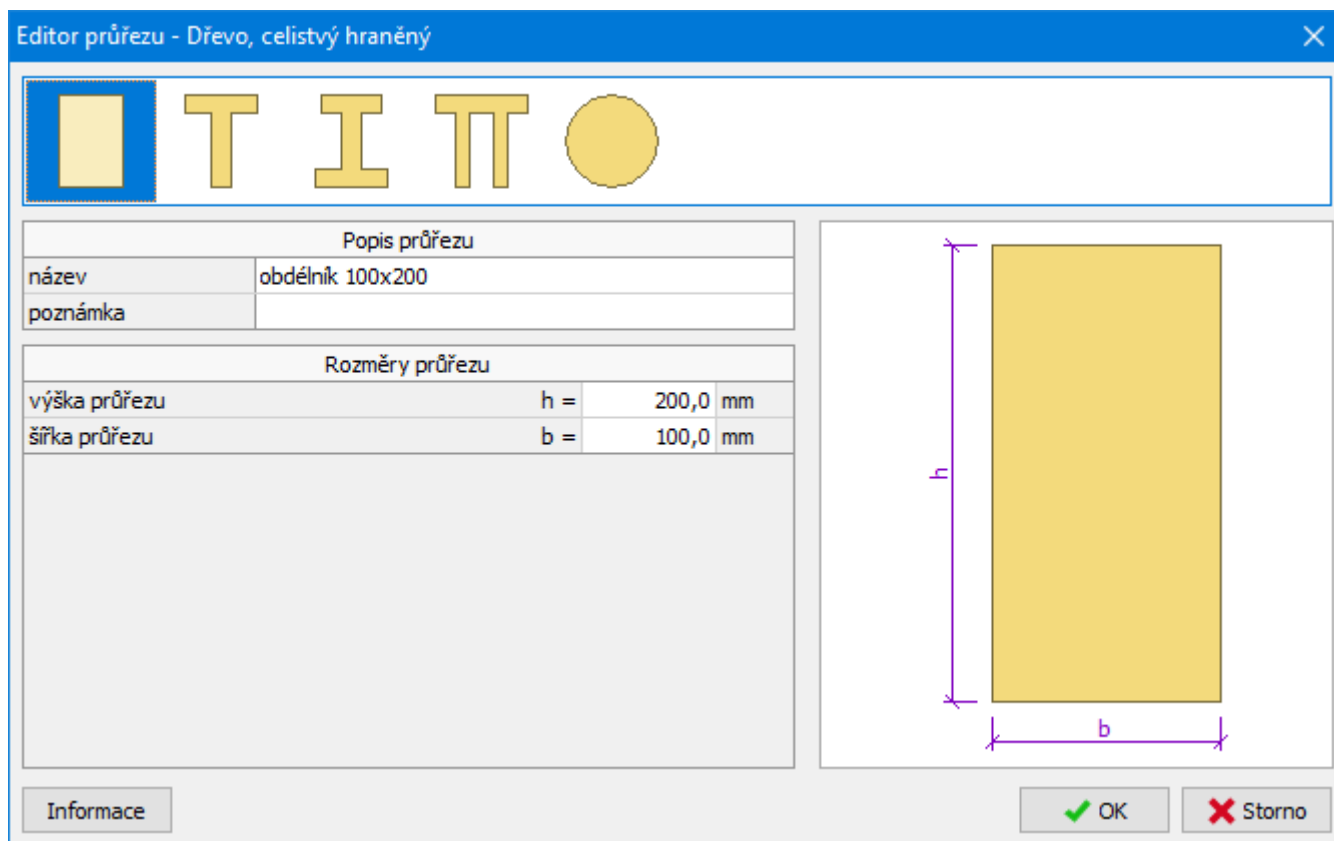 Editor průřezu - Dřevo, celistvý hraněný
Popis průřezu
název obdélník 100x200
poznámka
Rozměry průřezu
výška průřezu h = 200,0 mm
šířka průřezu b = 100,0 mm
h
b
Informace OK Storno